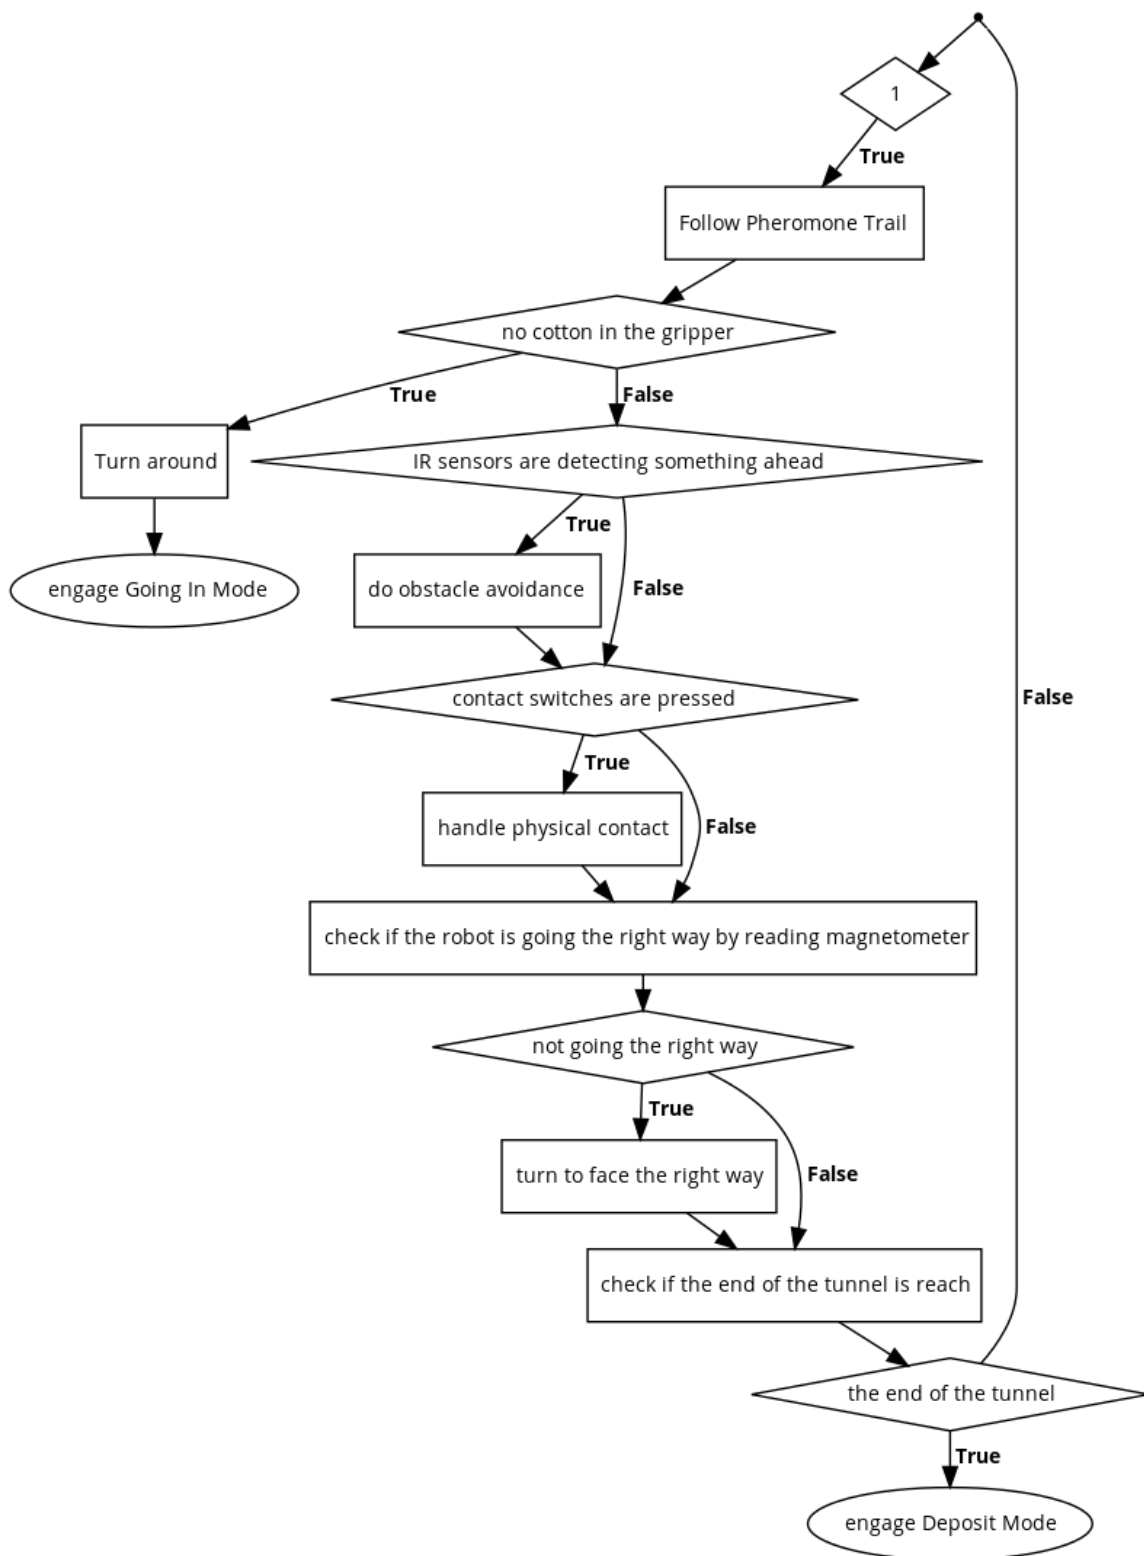 1
True
Follow Pheromone Trail
no cotton in the gripper
True
False
Turn around
IR sensors are detecting something ahead
True
engage Going In Mode
do obstacle avoidance
False
contact switches are pressed
False
True
handle physical contact
False
check if the robot is going the right way by reading magnetometer
not going the right way
True
turn to face the right way
False
check if the end of the tunnel is reach
the end of the tunnel
True
engage Deposit Mode